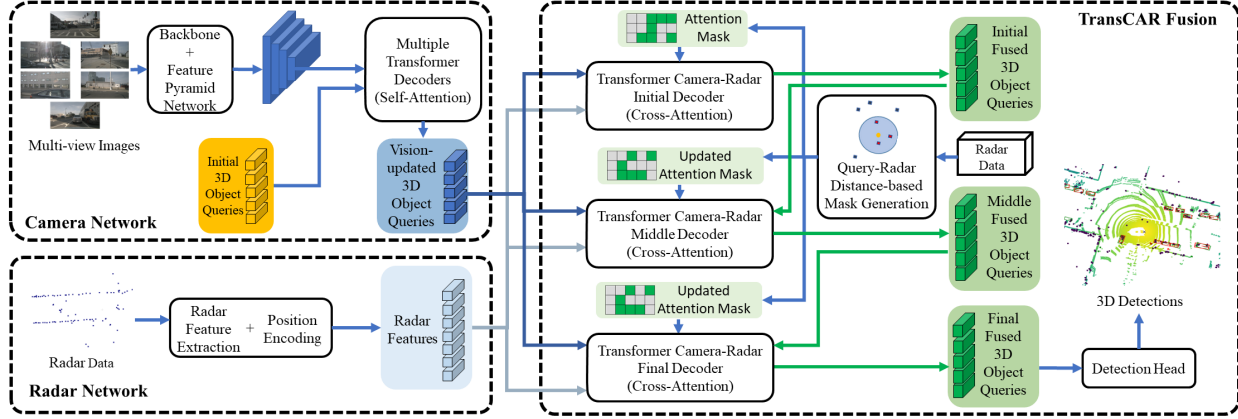 Backbone
+
Feature
Pyramid
Network
Multi-view Images
Multiple
Transformer
Decoders
(Self-Attention)
Initial
3D
Object
Queries
Vision-
updated
3D
Object
Queries
Camera Network
Radar Data
Radar
Feature
Extraction
+
Position
Encoding
Radar
Features
Radar Network
TransCAR Fusion
Attention
Mask
Transformer Camera-Radar
Initial Decoder
(Cross-Attention)
Initial
Fused
3D
Object
Queries
Query-Radar
Distance-based
Mask Generation
Radar
Data
Updated
Attention Mask
Transformer Camera-Radar
Middle Decoder
(Cross-Attention)
Middle
Fused
3D
Object
Queries
Updated
Attention Mask
Transformer Camera-Radar
Final Decoder
(Cross-Attention)
Final
Fused
3D
Object
Queries
Detection Head
3D Detections